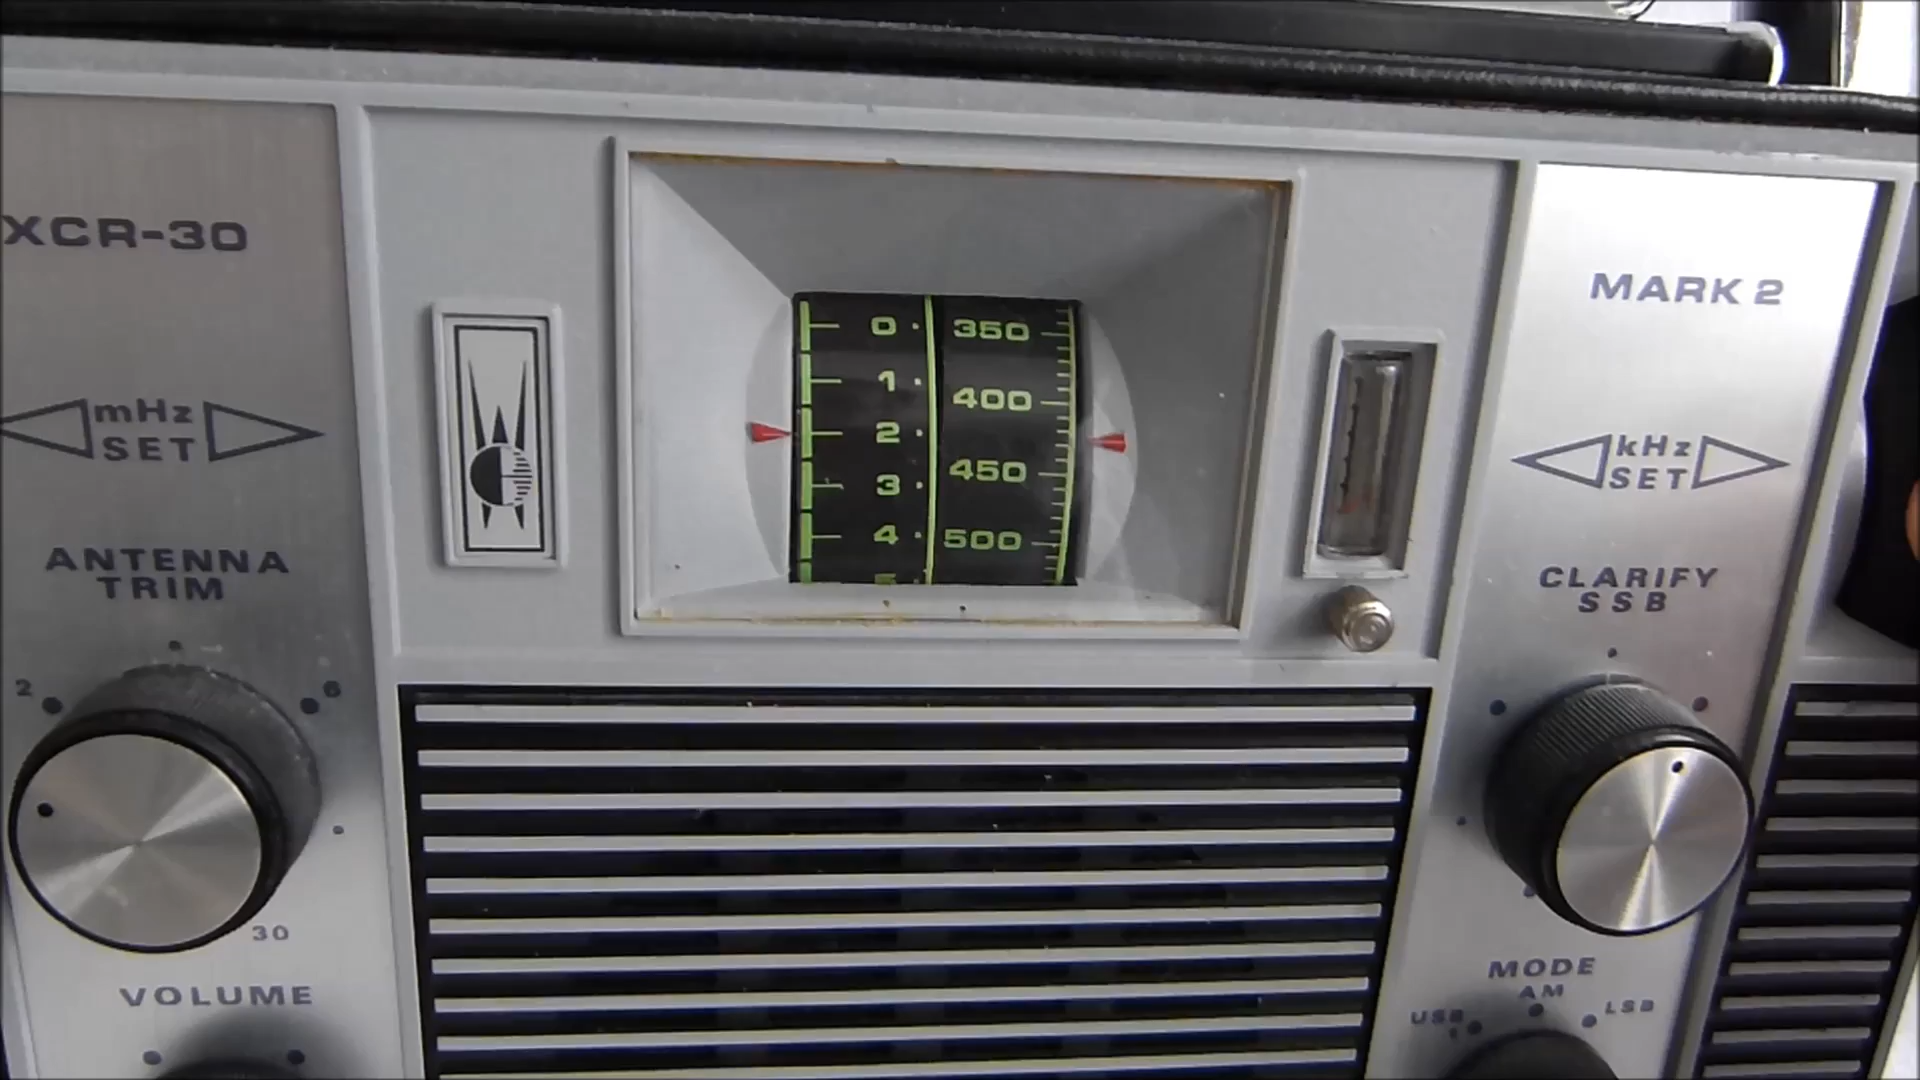 XCR-30
MARK 2
mHz
SET
kHz
SET
0· 350
1· 400
2·
3· 450
4· 500
5
ANTENNA
TRIM
2
6
30
VOLUME
CLARIFY
SSB
MODE
AM
USB
LSB